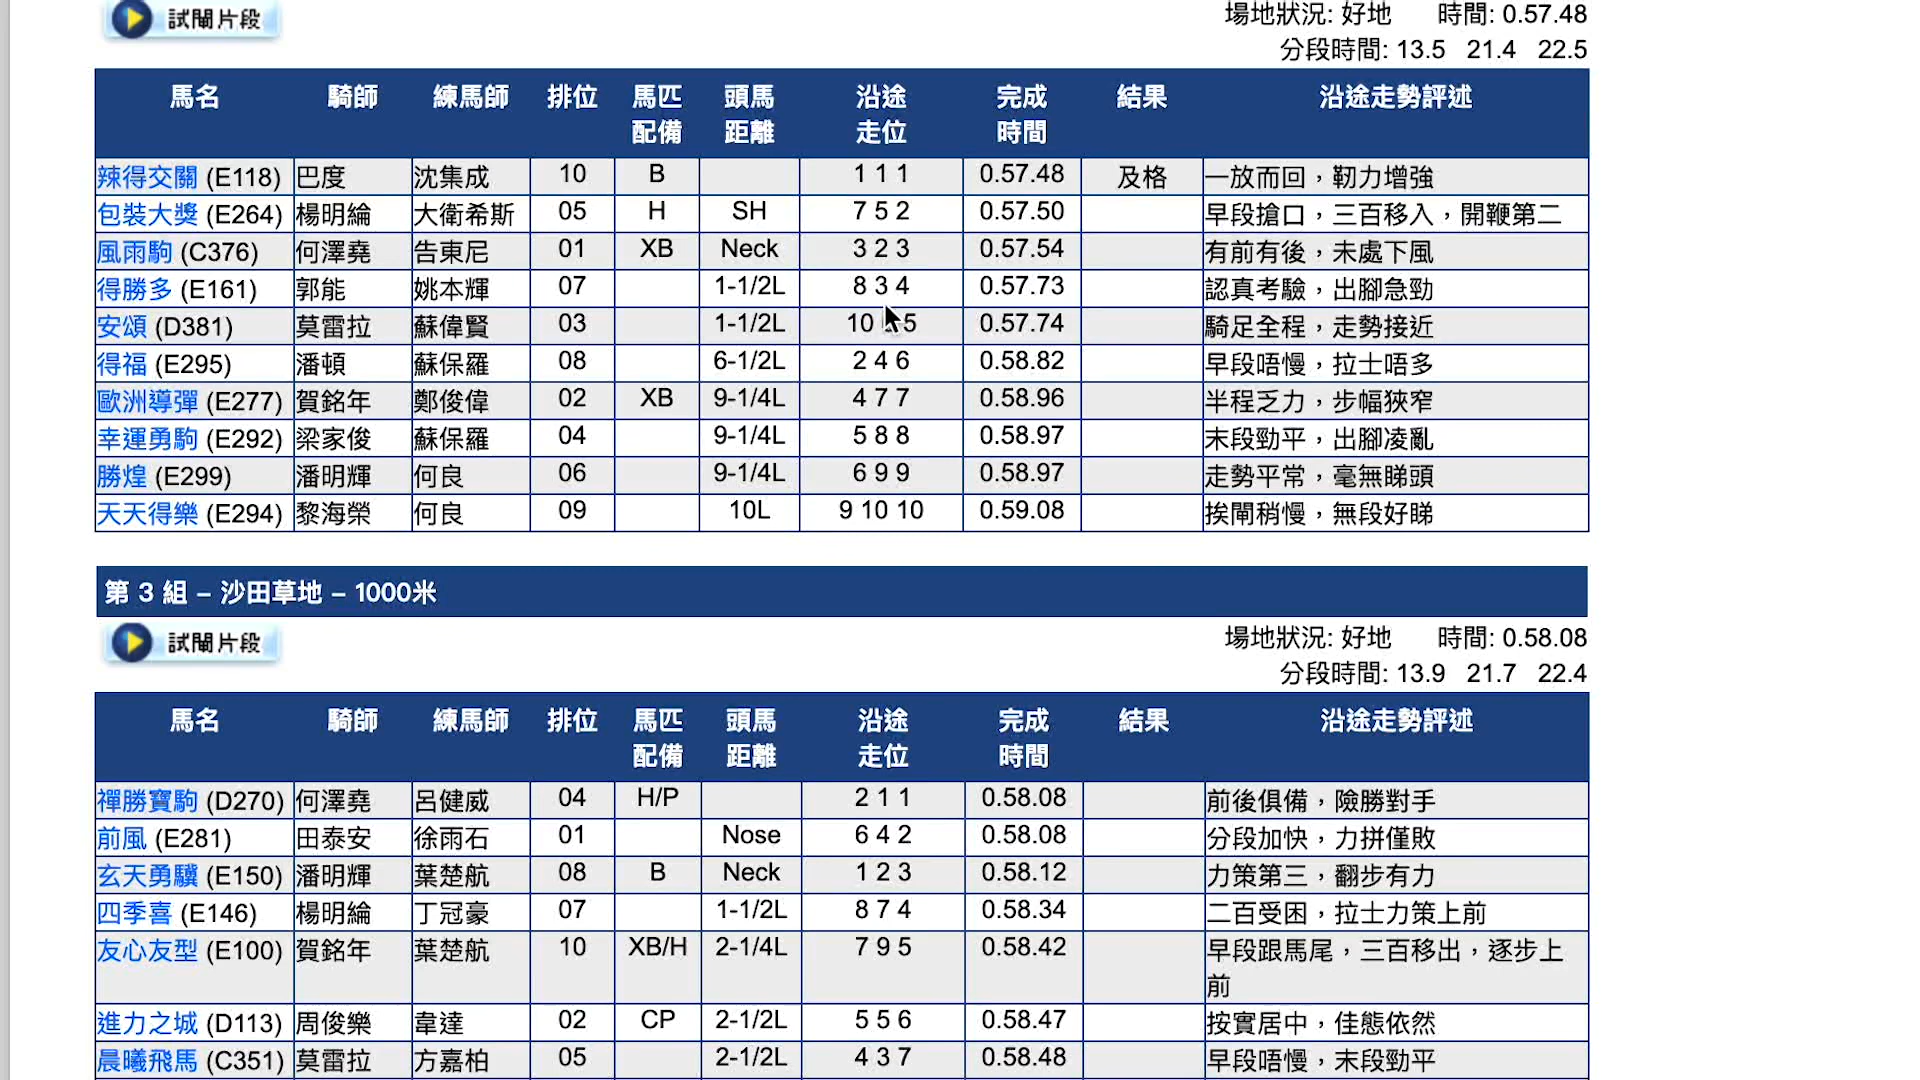 試閘片段
場地狀況: 好地 時間: 0.57.48
分段時間: 13.5 21.4 22.5
馬名 騎師 練馬師 排位 馬匹配備 頭馬距離 沿途走位 完成時間 結果 沿途走勢評述
辣得交關 (E118) 巴度 沈集成 10 B 1 1 1 0.57.48 及格 一放而回，韌力增強
包裝大獎 (E264) 楊明綸 大衛希斯 05 H SH 7 5 2 0.57.50 早段搶口，三百移入，開鞭第二
風雨駒 (C376) 何澤堯 告東尼 01 XB Neck 3 2 3 0.57.54 有前有後，未處下風
得勝多 (E161) 郭能 姚本輝 07 1-1/2L 8 3 4 0.57.73 認真考驗，出腳急勁
安頌 (D381) 莫雷拉 蘇偉賢 03 1-1/2L 10 5 0.57.74 騎足全程，走勢接近
得福 (E295) 潘頓 蘇保羅 08 6-1/2L 2 4 6 0.58.82 早段唔慢，拉士唔多
歐洲導彈 (E277) 賀銘年 鄭俊偉 02 XB 9-1/4L 4 7 7 0.58.96 半程乏力，步幅狹窄
幸運勇駒 (E292) 梁家俊 蘇保羅 04 9-1/4L 5 8 8 0.58.97 末段勁平，出腳凌亂
勝煌 (E299) 潘明輝 何良 06 9-1/4L 6 9 9 0.58.97 走勢平常，毫無睇頭
天天得樂 (E294) 黎海榮 何良 09 10L 9 10 10 0.59.08 挨閘稍慢，無段好睇
第 3 組 – 沙田草地 – 1000米
試閘片段
場地狀況: 好地 時間: 0.58.08
分段時間: 13.9 21.7 22.4
馬名 騎師 練馬師 排位 馬匹配備 頭馬距離 沿途走位 完成時間 結果 沿途走勢評述
禪勝寶駒 (D270) 何澤堯 呂健威 04 H/P 2 1 1 0.58.08 前後俱備，險勝對手
前風 (E281) 田泰安 徐雨石 01 Nose 6 4 2 0.58.08 分段加快，力拼僅敗
玄天勇驥 (E150) 潘明輝 葉楚航 08 B Neck 1 2 3 0.58.12 力策第三，翻步有力
四季喜 (E146) 楊明綸 丁冠豪 07 1-1/2L 8 7 4 0.58.34 二百受困，拉士力策上前
友心友型 (E100) 賀銘年 葉楚航 10 XB/H 2-1/4L 7 9 5 0.58.42 早段跟馬尾，三百移出，逐步上
前
進力之城 (D113) 周俊樂 韋達 02 CP 2-1/2L 5 5 6 0.58.47 按實居中，佳態依然
晨曦飛馬 (C351) 莫雷拉 方嘉柏 05 2-1/2L 4 3 7 0.58.48 早段唔慢，末段勁平